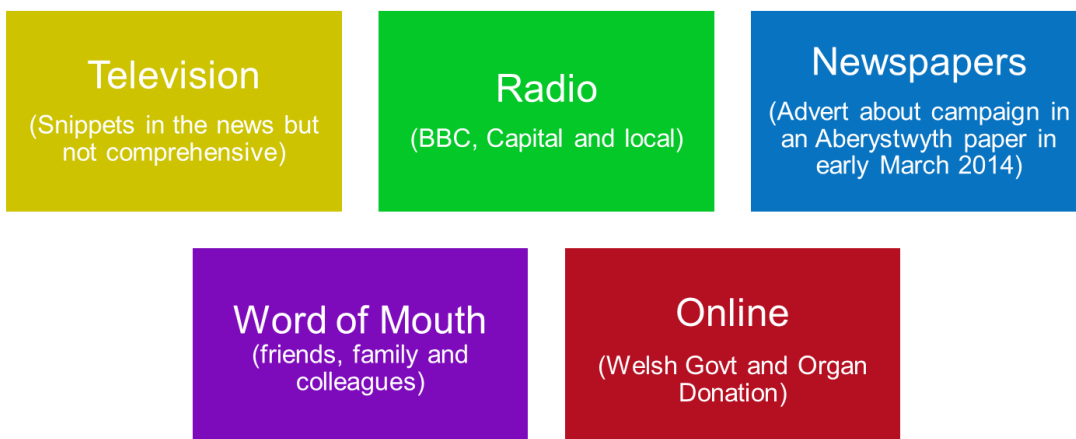 Television
(Snippets in the news but
not comprehensive)
Radio
(BBC, Capital and local)
Newspapers
(Advert about campaign in
an Aberystwyth paper in
early March 2014)
Word of Mouth
(friends, family and
colleagues)
Online
(Welsh Govt and Organ
Donation)